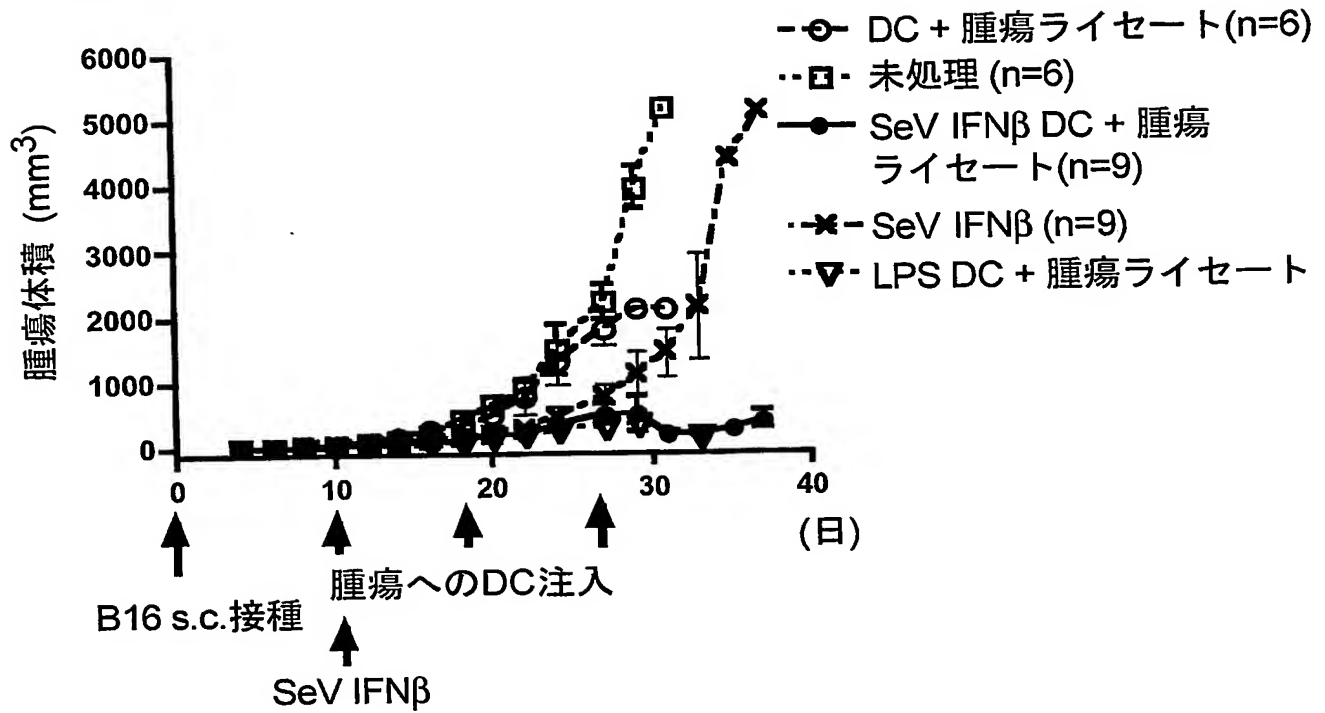 DC + 腫瘍ライセート(n=6)
未処理 (n=6)
SeV IFNβ DC + 腫瘍
ライセート(n=9)
SeV IFNβ (n=9)
LPS DC + 腫瘍ライセート
腫瘍体積 (mm³)
6000
5000
4000
3000
2000
1000
0
0
10
20
30
40
(日)
腫瘍へのDC注入
B16 s.c.接種
SeV IFNβ